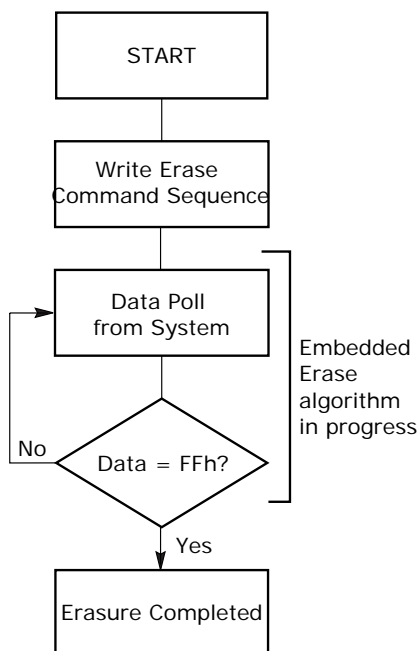 START
Write Erase
Command Sequence
Data Poll
from System
Embedded
Erase
algorithm
in progress
No
Data = FFh?
Yes
Erasure Completed